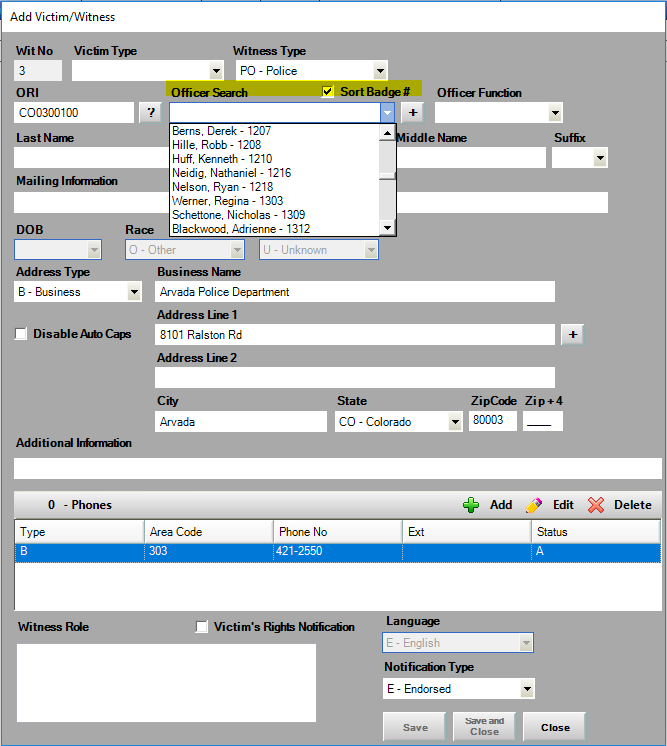 Add Victim/Witness
Wit No Victim Type Witness Type
3 PO - Police
ORI Officer Search Sort Badge # Officer Function
CO0300100 ? +
Berns, Derek - 1207
Hille, Robb - 1208
Huff, Kenneth - 1210
Neidig, Nathaniel - 1216
Nelson, Ryan - 1218
Werner, Regina - 1303
Schettone, Nicholas - 1309
Blackwood, Adrienne - 1312
Last Name Middle Name Suffix
Mailing Information
DOB Race
O - Other U - Unknown
Address Type Business Name
B - Business Arvada Police Department
Address Line 1
Disable Auto Caps 8101 Ralston Rd +
Address Line 2
City State ZipCode Zip + 4
Arvada CO - Colorado 80003 ____
Additional Information
0 - Phones Add Edit Delete
Type Area Code Phone No Ext Status
B 303 421-2550 A
Witness Role Victim's Rights Notification Language
E - English
Notification Type
E - Endorsed
Save Save and Close Close